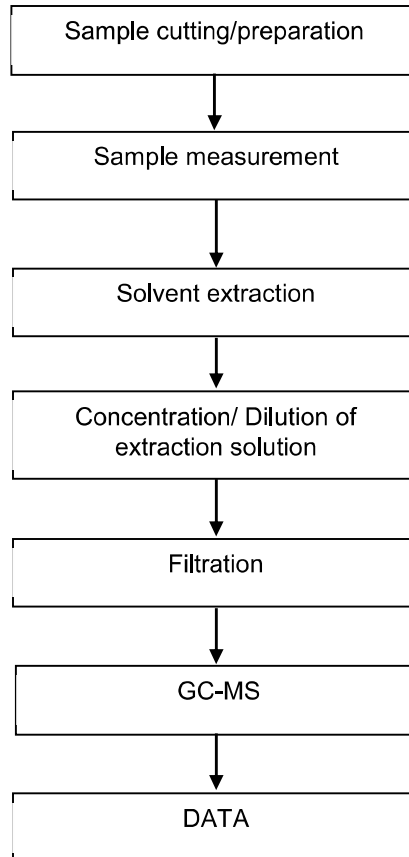 Sample cutting/preparation
Sample measurement
Solvent extraction
Concentration/ Dilution of
extraction solution
Filtration
GC-MS
DATA